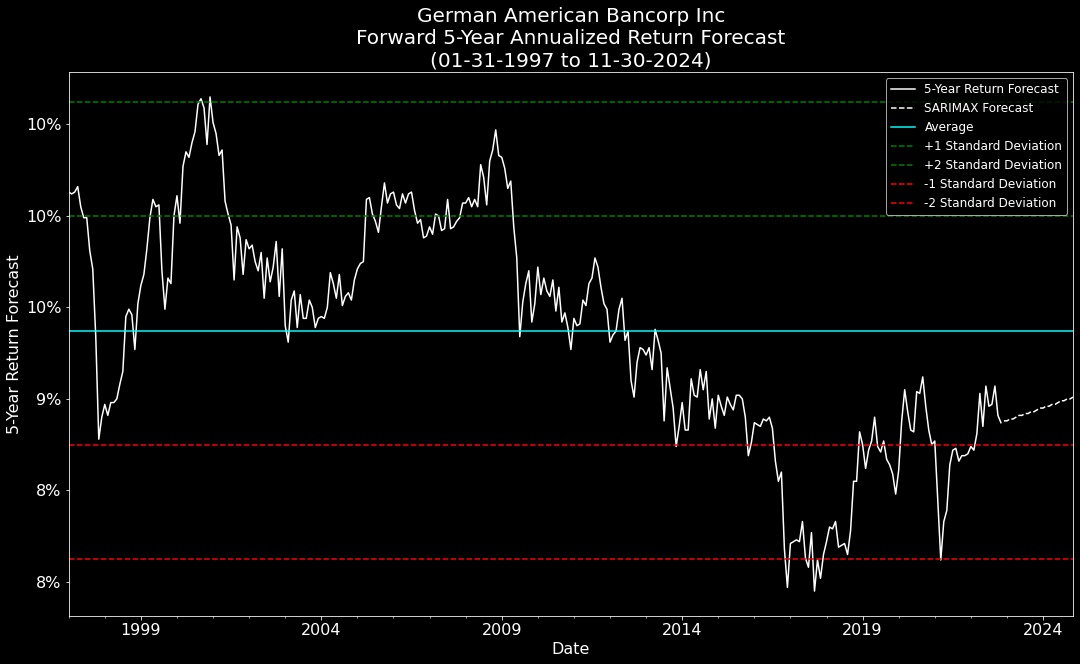 German American Bancorp Inc
Forward 5-Year Annualized Return Forecast
(01-31-1997 to 11-30-2024)
5-Year Return Forecast
SARIMAX Forecast
Average
+1 Standard Deviation
+2 Standard Deviation
-1 Standard Deviation
-2 Standard Deviation
5-Year Return Forecast
10%
10%
10%
9%
8%
8%
1999
2004
2009
2014
2019
2024
Date